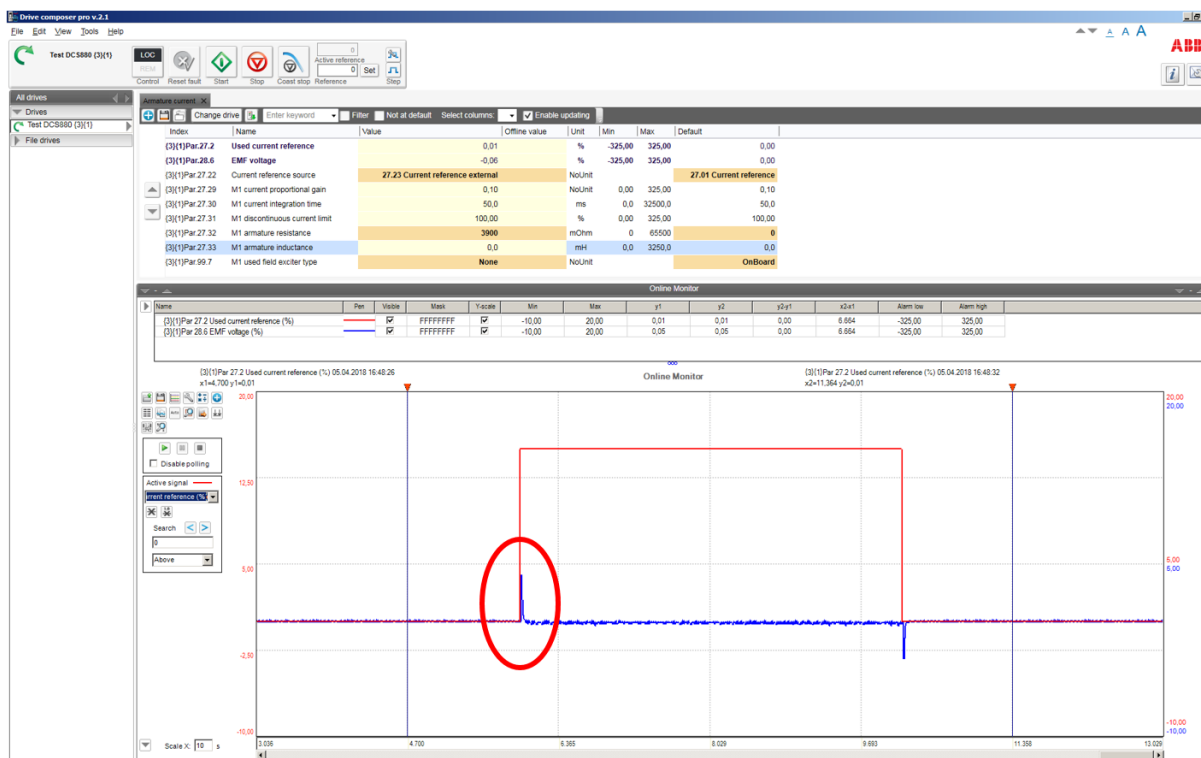 Drive composer pro v.2.1
File Edit View Tools Help
A A A
ABB
Test DCS880 {3}{1}
LOC
REM
Control Reset fault Start Stop Coast stop Reference Step
0
Active reference
0 Set
All drives
Drives
Test DCS880 {3}{1}
File drives
Armature current X
Change drive Enter keyword Filter Not at default Select columns: Enable updating
Index Name Value Offline value Unit Min Max Default
{3}{1}Par.27.2 Used current reference 0,01 % -325,00 325,00 0,00
{3}{1}Par.28.6 EMF voltage -0,06 % -325,00 325,00 0,00
{3}{1}Par.27.22 Current reference source 27.23 Current reference external NoUnit 27.01 Current reference
{3}{1}Par.27.29 M1 current proportional gain 0,10 NoUnit 0,00 325,00 0,10
{3}{1}Par.27.30 M1 current integration time 50,0 ms 0,0 32500,0 50,0
{3}{1}Par.27.31 M1 discontinuous current limit 100,00 % 0,00 325,00 100,00
{3}{1}Par.27.32 M1 armature resistance 3900 mOhm 0 65500 0
{3}{1}Par.27.33 M1 armature inductance 0,0 mH 0,0 3250,0 0,0
{3}{1}Par.99.7 M1 used field exciter type None NoUnit OnBoard
Online Monitor
Name Pen Visible Mask Y-scale Min Max y1 y2 y2-y1 x2-x1 Alarm low Alarm high
{3}{1}Par 27.2 Used current reference (%) FFFFFFFF -10,00 20,00 0,01 0,01 0,00 6.664 -325,00 325,00
{3}{1}Par 28.6 EMF voltage (%) FFFFFFFF -10,00 20,00 0,05 0,05 0,00 6.664 -325,00 325,00
{3}{1}Par 27.2 Used current reference (%) 05.04.2018 16:48:26
x1=4,700 y1=0,01
Online Monitor
{3}{1}Par 27.2 Used current reference (%) 05.04.2018 16:48:32
x2=11,364 y2=0,01
20,00
12,50
5,00
-2,50
-10,00
20,00
20,00
5,00
5,00
-10,00
-10,00
Disable polling
Active signal
rrent reference (%)
Search
0
Above
Scale X: 10 s
3.036 4.700 6.365 8.029 9.693 11.358 13.029